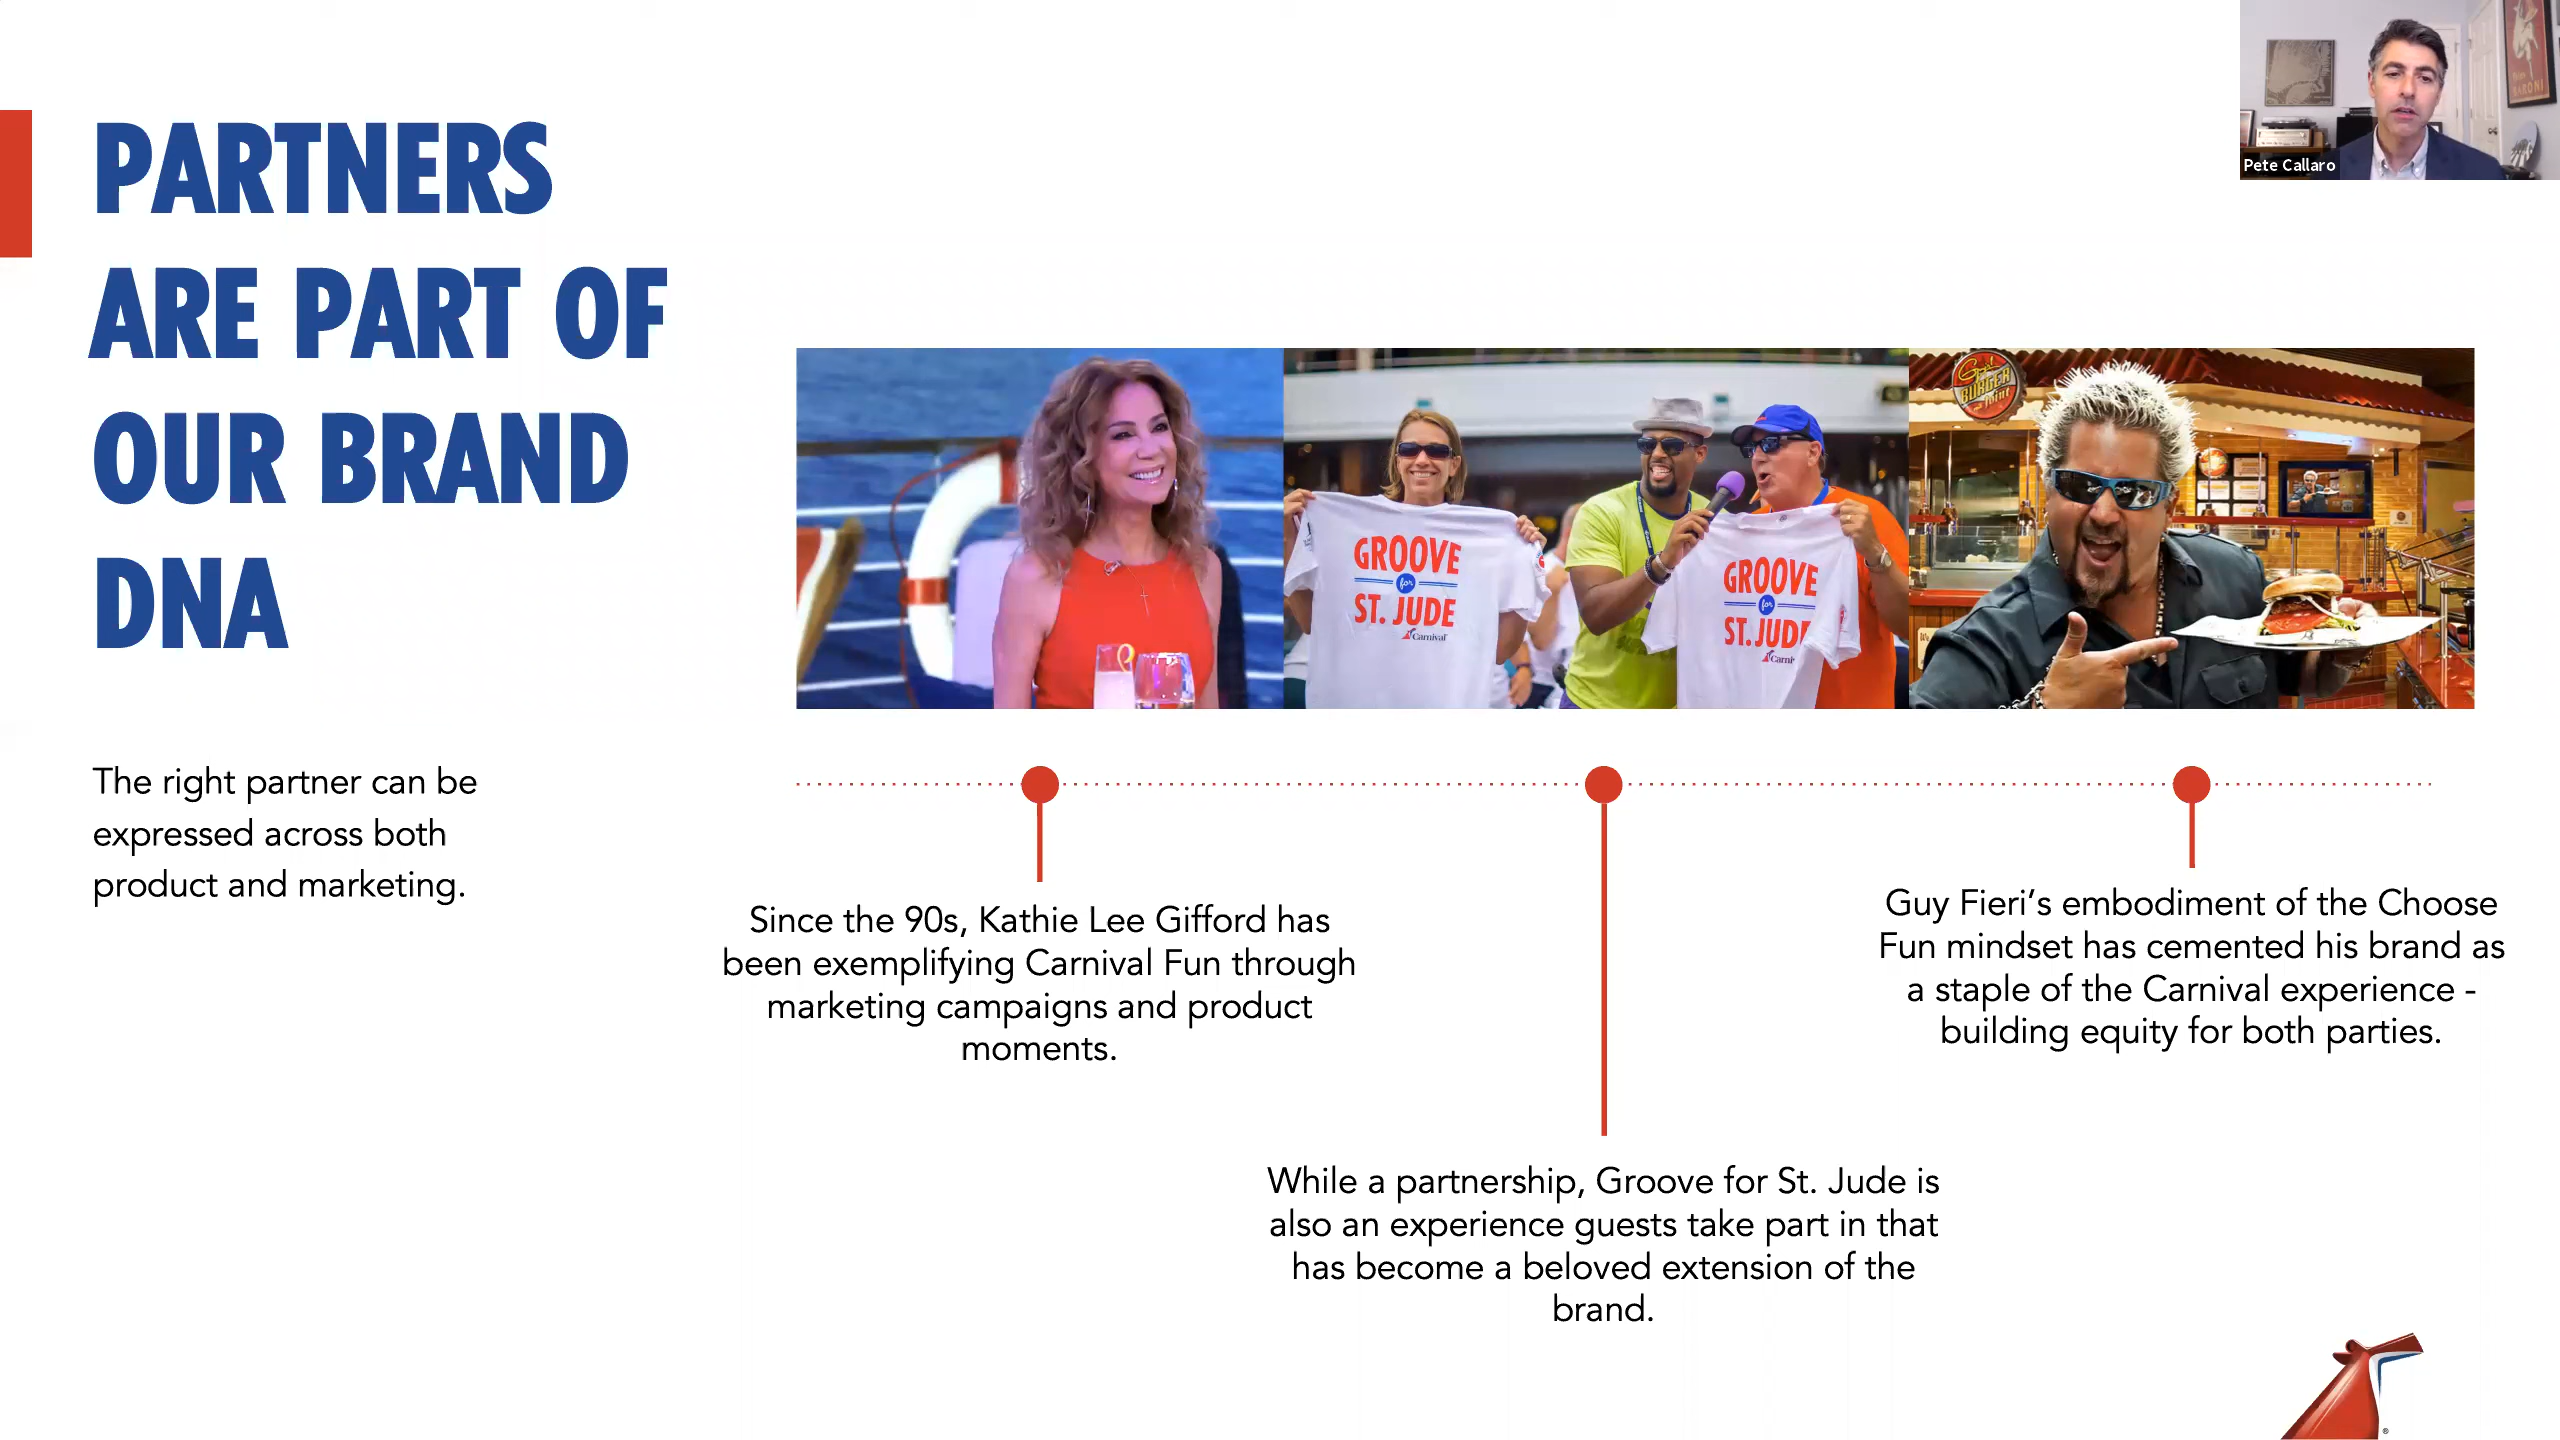 Pete Callaro
PARTNERS
ARE PART OF
OUR BRAND
DNA
The right partner can be
expressed across both
product and marketing.
GROOVE
for
ST. JUDE
Carnival
GROOVE
for
ST. JUDE
Carni
Guy's
BURGER
Joint
Since the 90s, Kathie Lee Gifford has
been exemplifying Carnival Fun through
marketing campaigns and product
moments.
While a partnership, Groove for St. Jude is
also an experience guests take part in that
has become a beloved extension of the
brand.
Guy Fieri’s embodiment of the Choose
Fun mindset has cemented his brand as
a staple of the Carnival experience -
building equity for both parties.